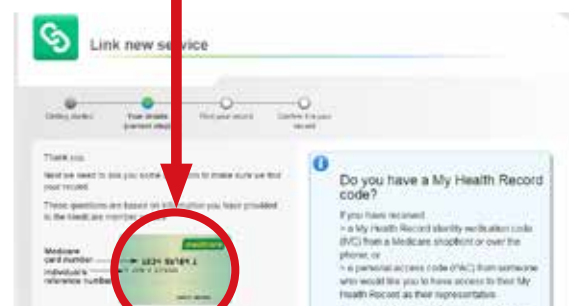 Link new service
Getting started
Your details
(current step)
Find your record
Confirm it is your
record
Thank you.
Next we need to ask you some to make sure we find
your record.
These questions are based on information you have provided
to the Medicare
Medicare
card number
Individual's
reference number
medicare
Do you have a My Health Record
code?
If you have received:
> a My Health Record identity verification code
(IVC) from a Medicare shopfront or over the
phone; or
> a personal access code (PAC) from someone
who would like you to have access to their My
Health Record as their representative